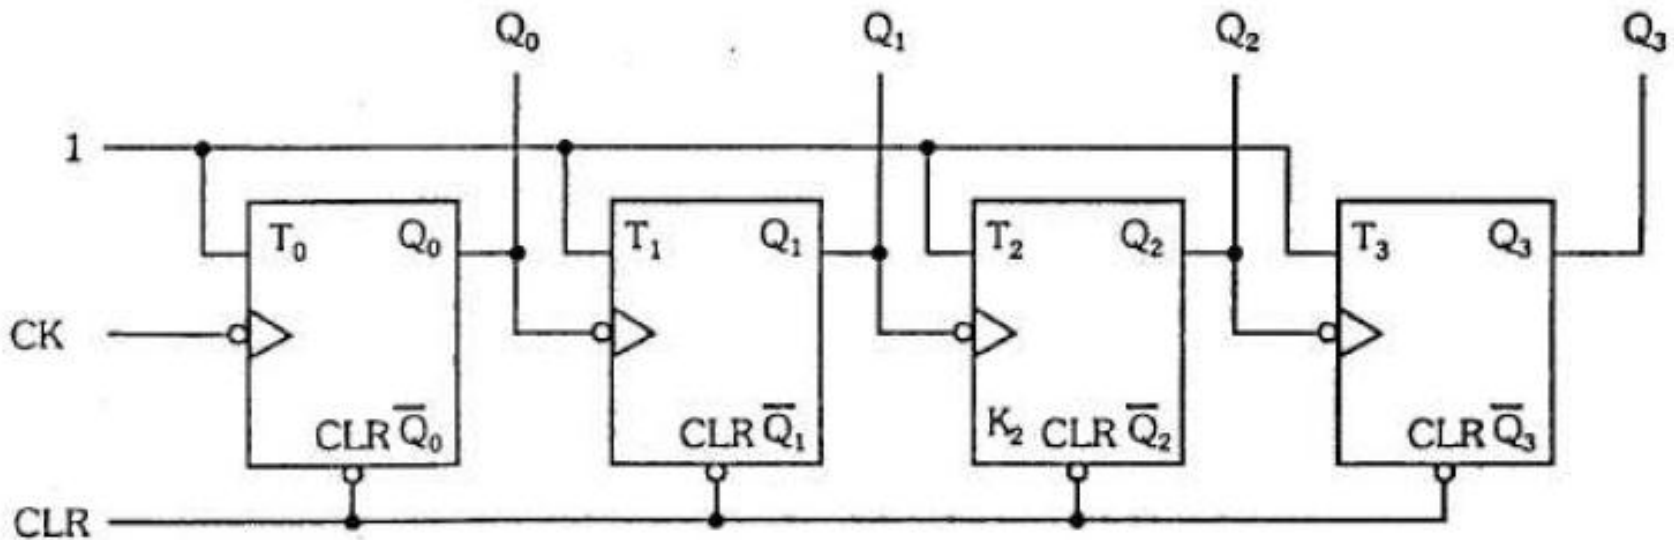 Q₀ Q₁ Q₂ Q₃
1
T₀ Q₀ T₁ Q₁ T₂ Q₂ T₃ Q₃
CK
CLR Q̅₀ CLR Q̅₁ K₂ CLR Q̅₂ CLR Q̅₃
CLR